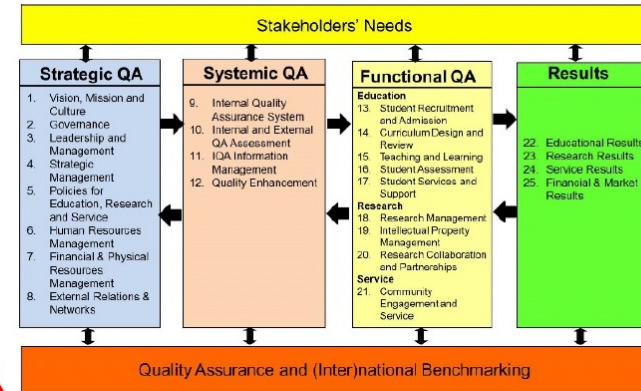 Stakeholders' Needs
Strategic QA
1. Vision, Mission and
Culture
2. Governance
3. Leadership and
Management
4. Strategic
Management
5. Policies for
Education, Research
and Service
6. Human Resources
Management
7. Financial & Physical
Resources
Management
8. External Relations &
Networks
Systemic QA
9. Internal Quality
Assurance System
10. Internal and External
QA Assessment
11. IQA Information
Management
12. Quality Enhancement
Functional QA
Education
13. Student Recruitment
and Admission
14. Curriculum Design and
Review
15. Teaching and Learning
16. Student Assessment
17. Student Services and
Support
Research
18. Research Management
19. Intellectual Property
Management
20. Research Collaboration
and Partnerships
Service
21. Community
Engagement and
Service
Results
22. Educational Results
23. Research Results
24. Service Results
25. Financial & Market
Results
Quality Assurance and (Inter)national Benchmarking